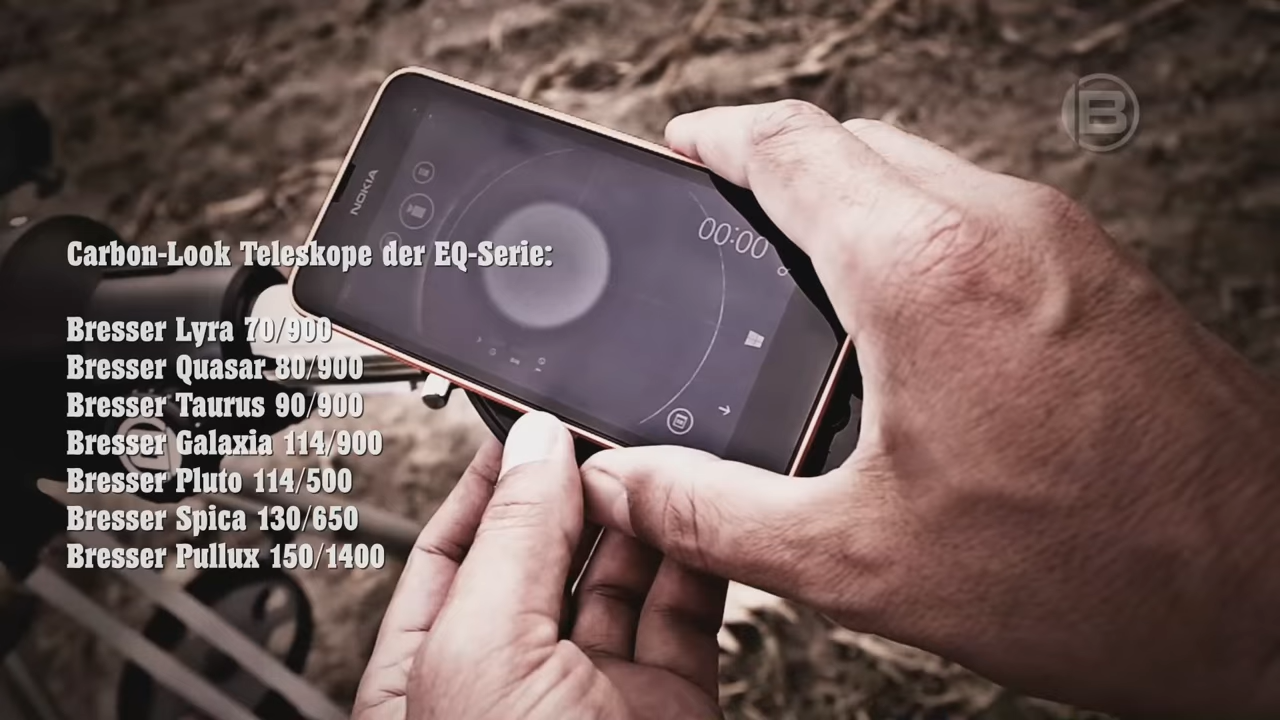 B
NOKIA
00:00
Carbon-Look Teleskope der EQ-Serie:
Bresser Lyra 70/900
Bresser Quasar 80/900
Bresser Taurus 90/900
Bresser Galaxia 114/900
Bresser Pluto 114/500
Bresser Spica 130/650
Bresser Pullux 150/1400